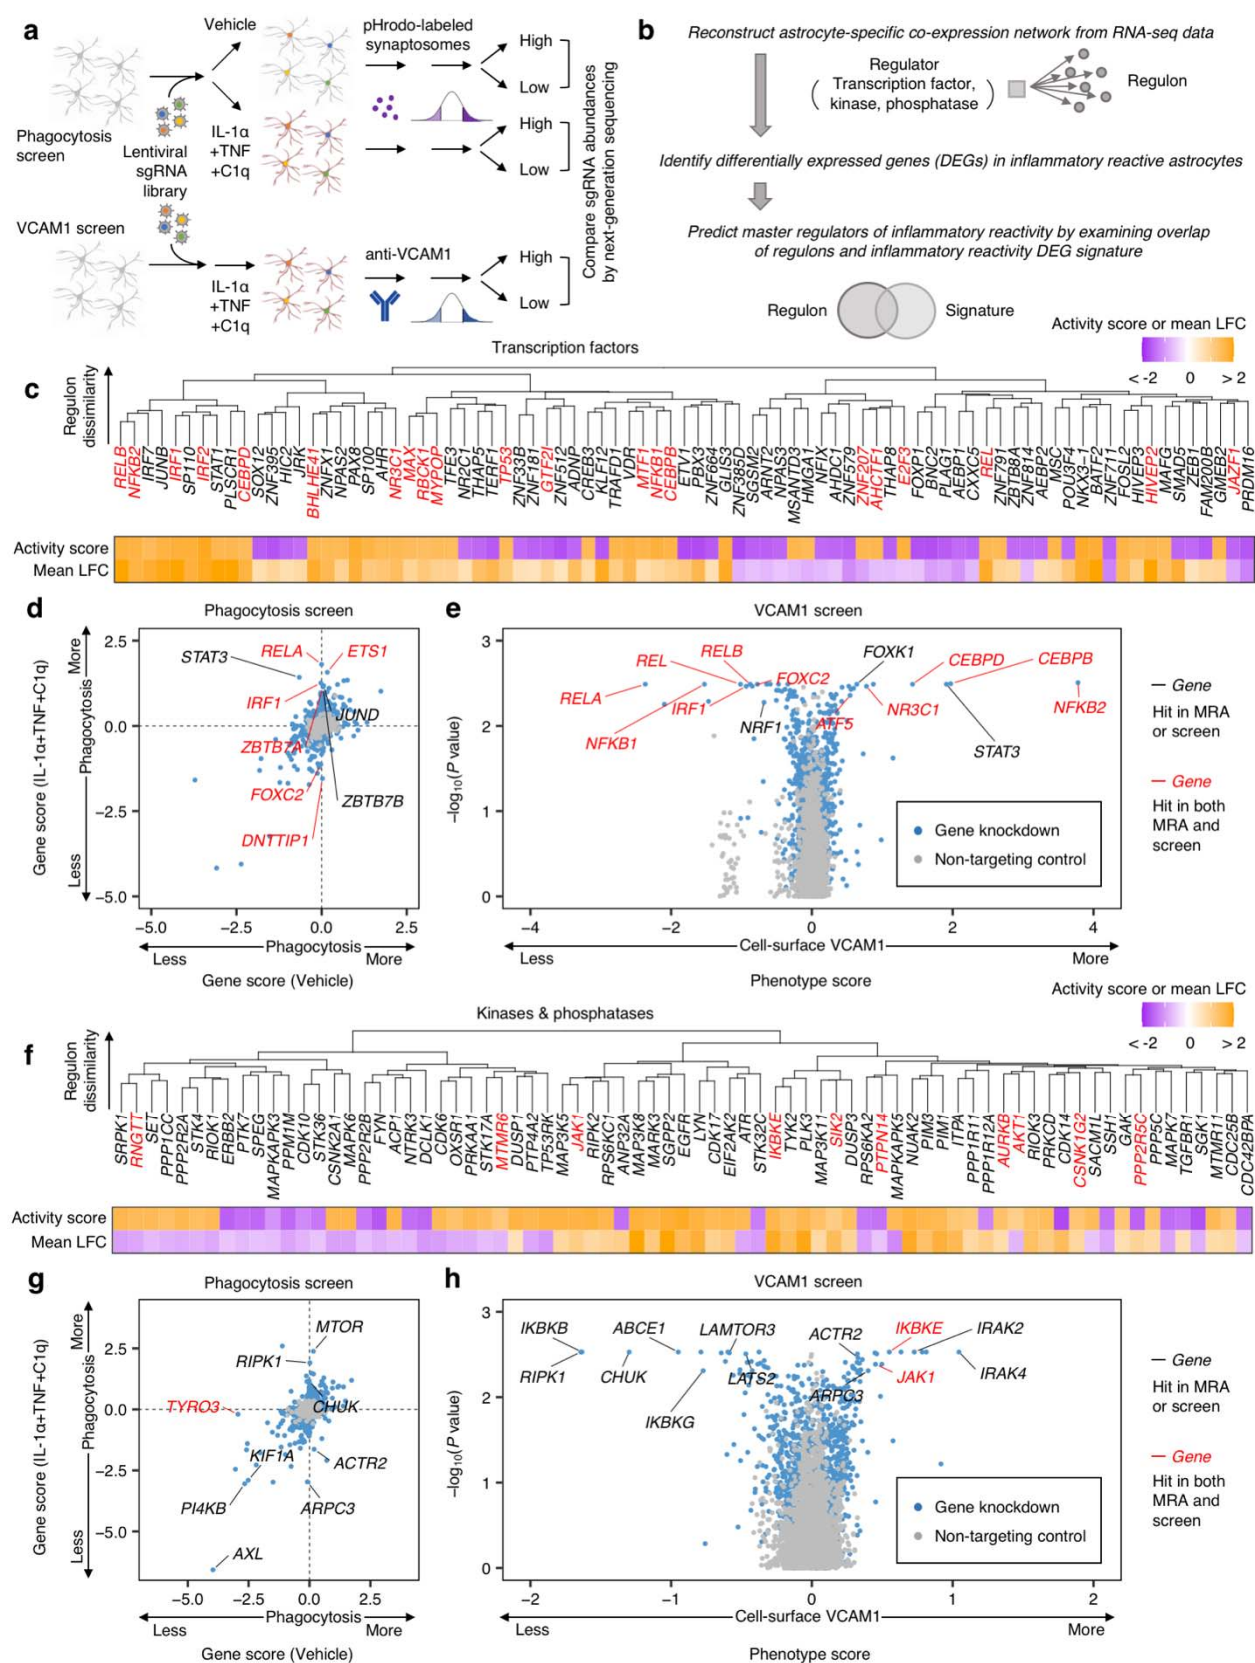 a
Vehicle
pHrodo-labeled
synaptosomes
High
Low
Phagocytosis
screen
Lentiviral
sgRNA
library
IL-1α
+TNF
+C1q
High
Low
VCAM1 screen
IL-1α
+TNF
+C1q
anti-VCAM1
High
Low
Compare sgRNA abundances
by next-generation sequencing
b
Reconstruct astrocyte-specific co-expression network from RNA-seq data
Regulator
( Transcription factor, )
kinase, phosphatase
Regulon
Identify differentially expressed genes (DEGs) in inflammatory reactive astrocytes
Predict master regulators of inflammatory reactivity by examining overlap
of regulons and inflammatory reactivity DEG signature
Regulon
Signature
Activity score or mean LFC
< -2 0 > 2
c
Transcription factors
Regulon
dissimilarity
RELB
NFKB2
IRF7
JUNB
IRF1
SP110
IRF2
STAT1
PLSCR1
CEBPD
SOX12
ZNF395
HIC2
JRK
BHLHE41
ZNFX1
NPAS2
PAX8
SP100
AHR
NR3C1
MAX
RBCK1
MYPOP
TFE3
NR2C1
THAP5
TERF1
TP53
ZNF33B
ZNF381
GTF2I
ZNF512
ADNP
CREB3
KLF12
TRAFD1
VDR
MTF1
NFKB1
CEBPB
ETV1
PBX3
ZNF664
GLIS3
ZNF385D
SGSM2
ARNT2
NPAS3
MSANTD3
HMGA1
NFIX
AHDC1
ZNF579
ZNF207
AHCTF1
THAP8
E2F3
FOXP1
BNC2
PLAG1
AEBP1
CXXC5
REL
ZNF791
ZBTB8A
ZNF814
AEBP2
MSC
POU3F4
NKX3-1
BATF2
ZNF711
FOSL2
HIVEP3
HIVEP2
MAFG
SMAD5
ZEB1
FAM200B
GMEB2
JAZF1
PRDM16
Activity score
Mean LFC
d
Phagocytosis screen
Gene score (IL-1α+TNF+C1q)
Less
Phagocytosis
More
2.5
0.0
−2.5
−5.0
STAT3
RELA
ETS1
IRF1
JUND
ZBTB7A
FOXC2
ZBTB7B
DNTTIP1
−5.0 −2.5 0.0 2.5
Phagocytosis
Less More
Gene score (Vehicle)
e
VCAM1 screen
−log10(P value)
3
2
1
0
REL
RELB
FOXK1
CEBPD
CEBPB
RELA
FOXC2
IRF1
NRF1
ATF5
NR3C1
NFKB2
NFKB1
STAT3
Gene knockdown
Non-targeting control
−4 −2 0 2 4
Cell-surface VCAM1
Less More
Phenotype score
Gene
Hit in MRA
or screen
Gene
Hit in both
MRA and
screen
Activity score or mean LFC
< -2 0 > 2
f
Kinases & phosphatases
Regulon
dissimilarity
SRPK1
RNGTT
SET
PPP1CC
PPP2R2A
STK4
RIOK1
ERBB2
PTK7
SPEG
MAPKAPK3
PPM1M
CDK10
STK36
CSNK2A1
MAPK6
PPP2R2B
FYN
ACP1
NTRK3
DCLK1
CDK6
OXSR1
PRKAA1
STK17A
MTMR6
DUSP1
PTP4A2
TP53RK
MAP3K5
JAK1
RIPK2
RPS6KC1
ANP32A
MAP3K8
MARK3
SGPP2
EGFR
LYN
CDK17
EIF2AK2
ATR
STK32C
IKBKE
TYK2
PLK3
MAP3K11
SIK2
DUSP3
RPS6KA2
PTPN14
MAPKAPK5
NUAK2
PIM3
PIM1
ITPA
PPP1R11
PPP1R12A
AURKB
AKT1
RIOK3
PRKCD
CDK14
CSNK1G2
SACM1L
SSH1
GAK
PPP2R5C
PPP5C
MAPK7
TGFBR1
SGK1
MTMR11
CDC25B
CDC42BPA
Activity score
Mean LFC
g
Phagocytosis screen
Gene score (IL-1α+TNF+C1q)
Less
Phagocytosis
More
2.5
0.0
−2.5
−5.0
MTOR
RIPK1
TYRO3
CHUK
KIF1A
ACTR2
PI4KB
ARPC3
AXL
−5.0 −2.5 0.0 2.5
Phagocytosis
Less More
Gene score (Vehicle)
h
VCAM1 screen
−log10(P value)
3
2
1
0
IKBKB
ABCE1
LAMTOR3
ACTR2
IKBKE
IRAK2
RIPK1
CHUK
LATS2
ARPC3
JAK1
IRAK4
IKBKG
Gene knockdown
Non-targeting control
−2 −1 0 1 2
Cell-surface VCAM1
Less More
Phenotype score
Gene
Hit in MRA
or screen
Gene
Hit in both
MRA and
screen